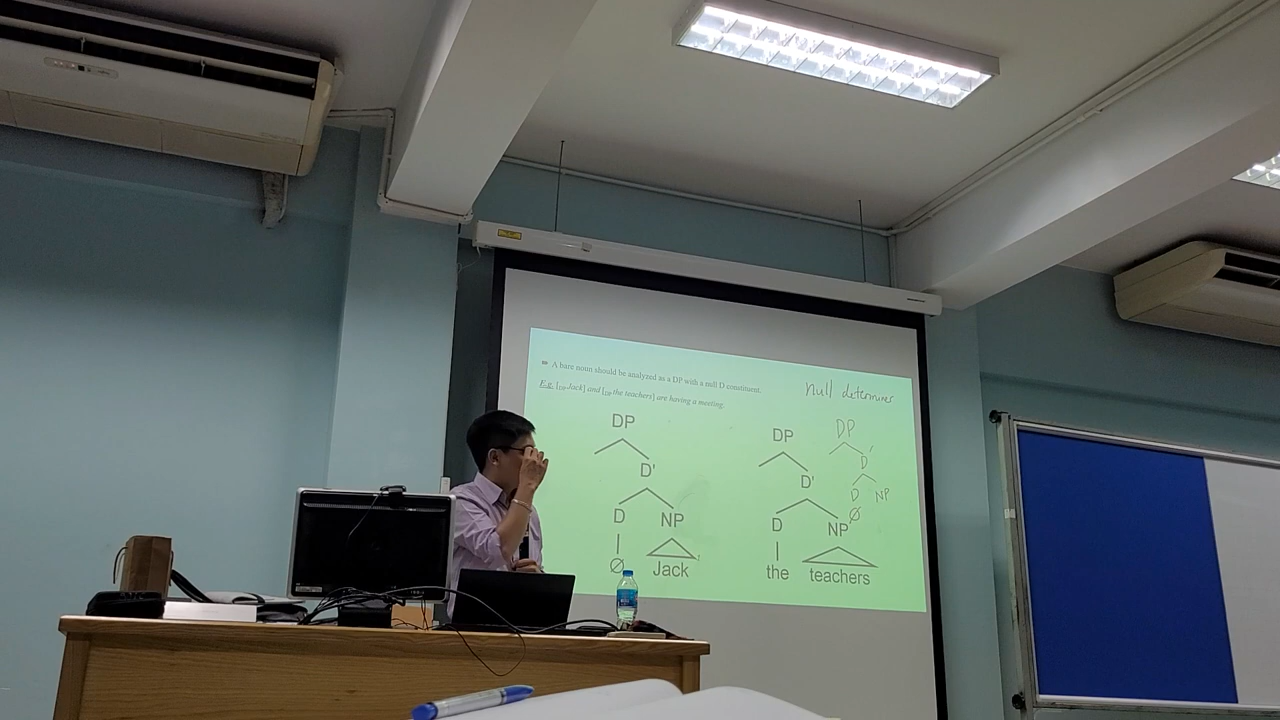 A bare noun should be analyzed as a DP with a null D constituent.
null determiner
E.g. [DP Jack] and [DP the teachers] are having a meeting.
DP
D'
D NP
Ø Jack
DP
D'
D NP
the teachers
DP
D'
D NP
Ø